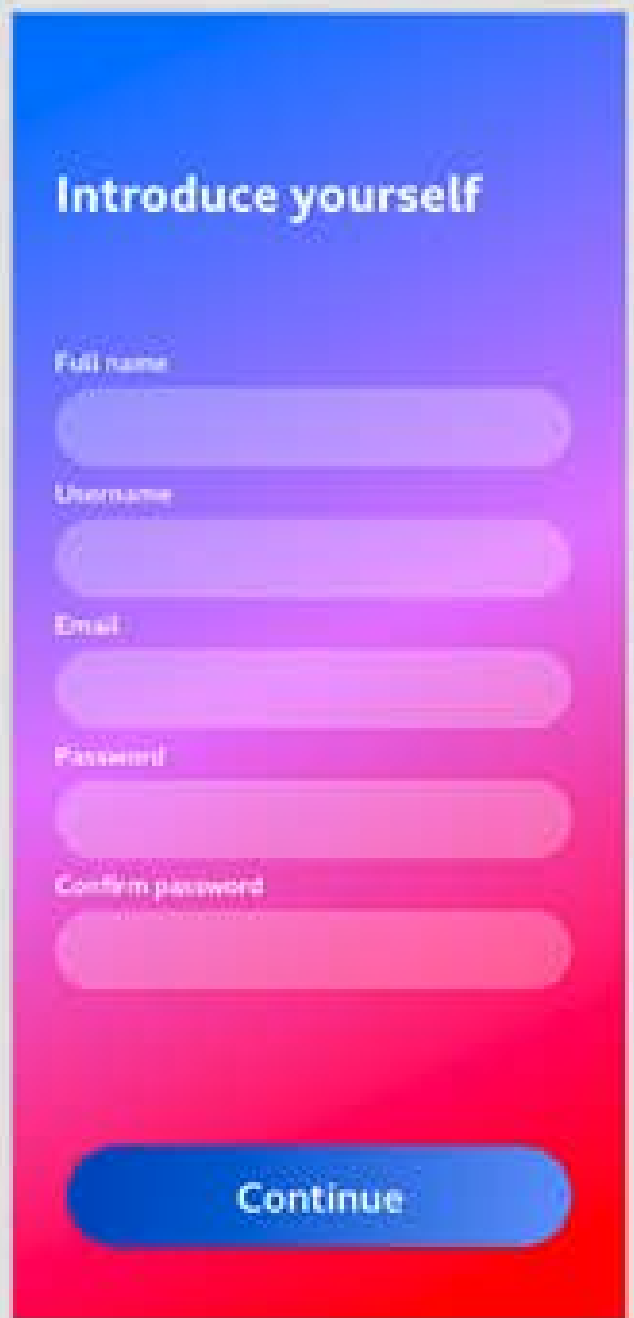 Introduce yourself
Full name
Username
Email
Password
Confirm password
Continue